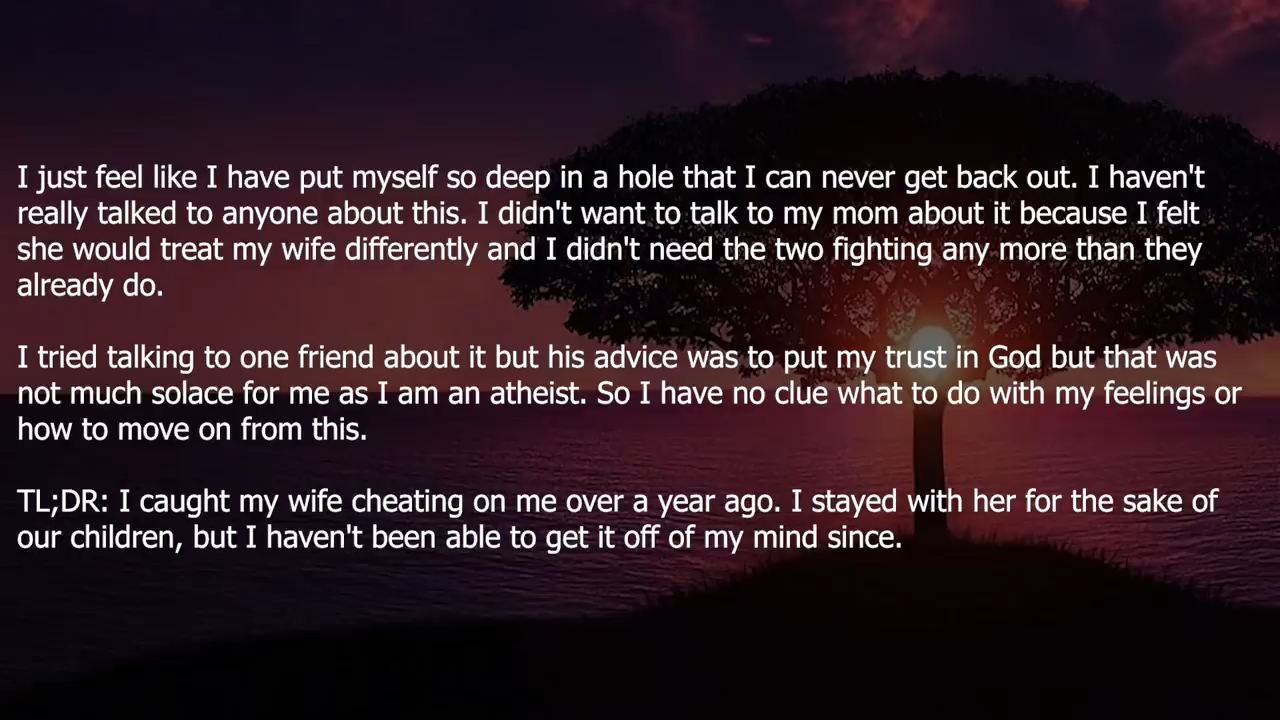 I just feel like I have put myself so deep in a hole that I can never get back out. I haven't
really talked to anyone about this. I didn't want to talk to my mom about it because I felt
she would treat my wife differently and I didn't need the two fighting any more than they
already do.
I tried talking to one friend about it but his advice was to put my trust in God but that was
not much solace for me as I am an atheist. So I have no clue what to do with my feelings or
how to move on from this.
TL;DR: I caught my wife cheating on me over a year ago. I stayed with her for the sake of
our children, but I haven't been able to get it off of my mind since.